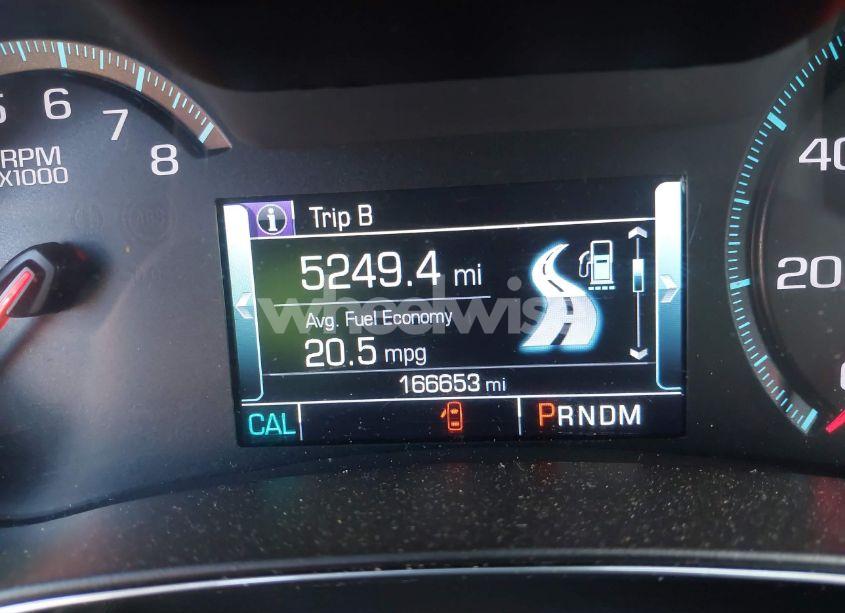 5 6 7 8
RPM
X1000
Trip B
5249.4 mi
Avg. Fuel Economy
20.5 mpg
166653 mi
CAL PRNDM
20
wheelwise